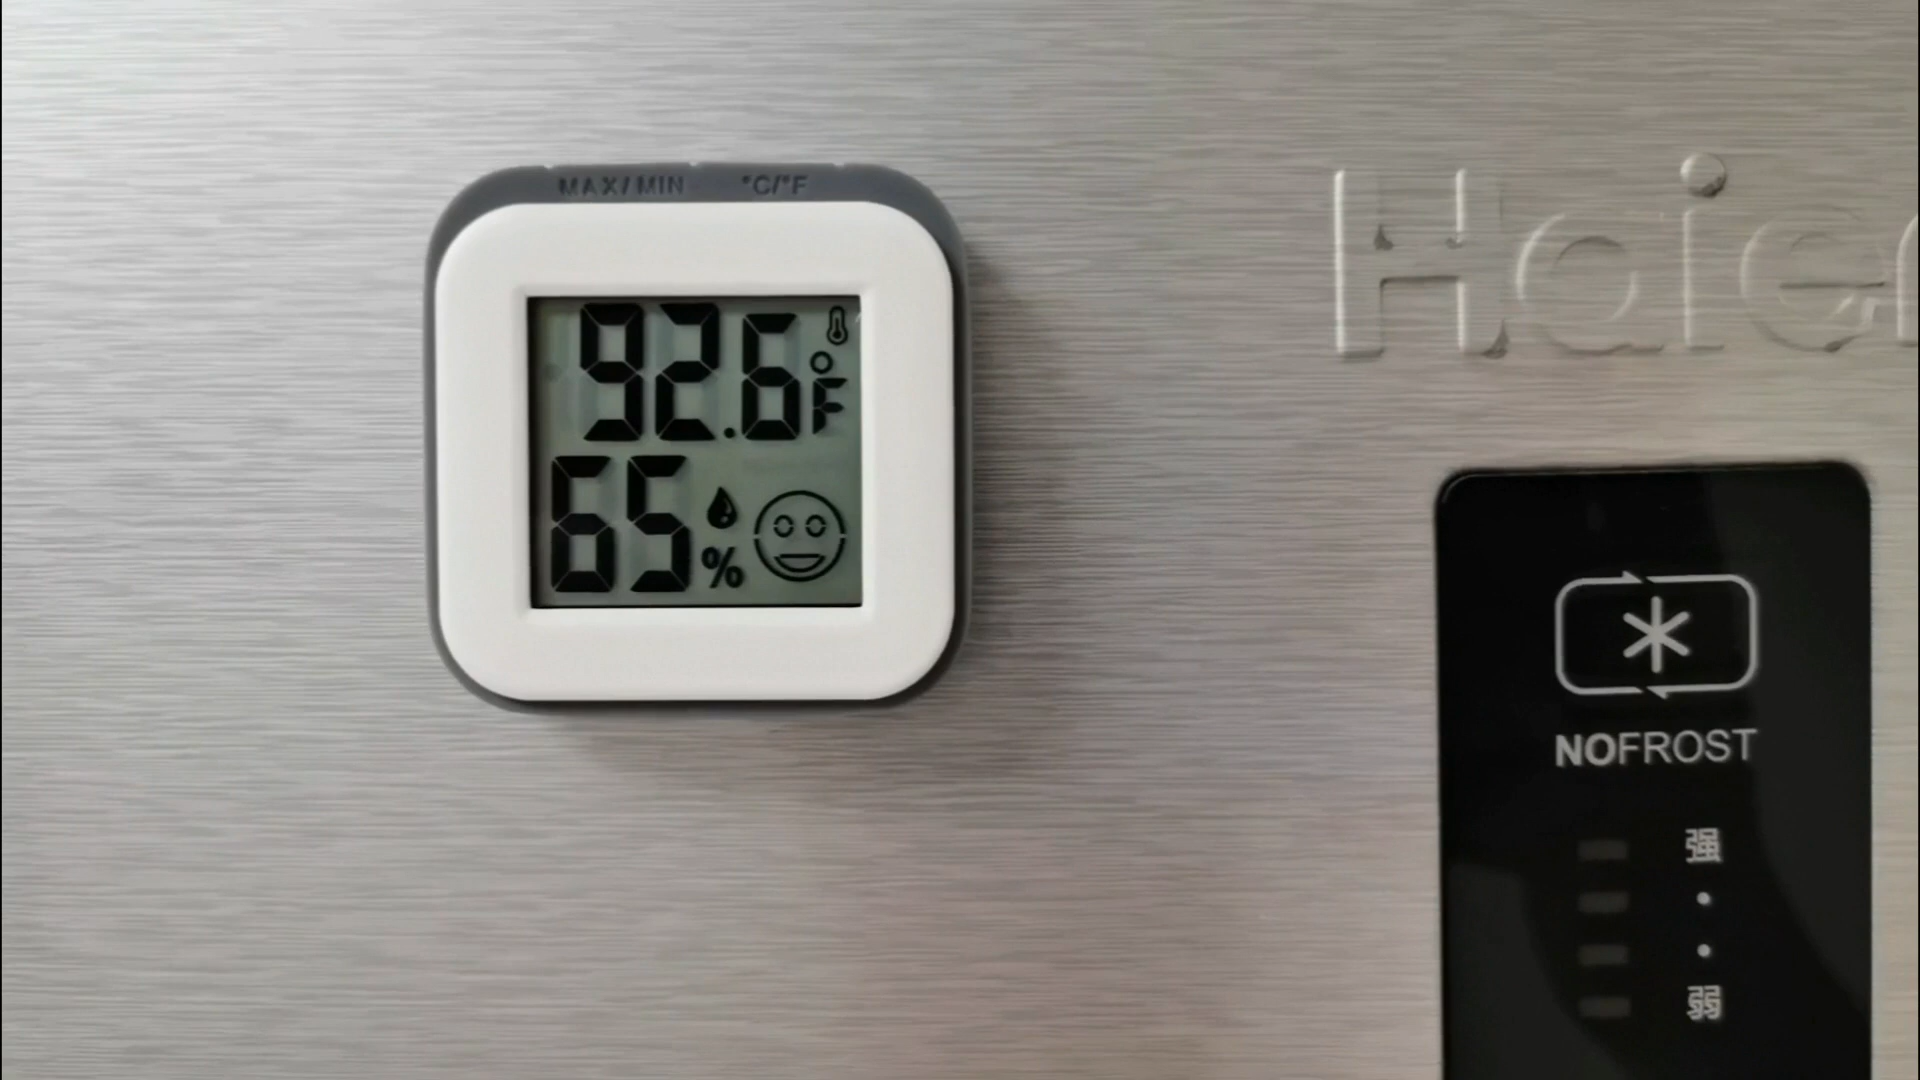 MAX/MIN °C/°F
92.6 °F
65 %
Haier
NOFROST
强
弱